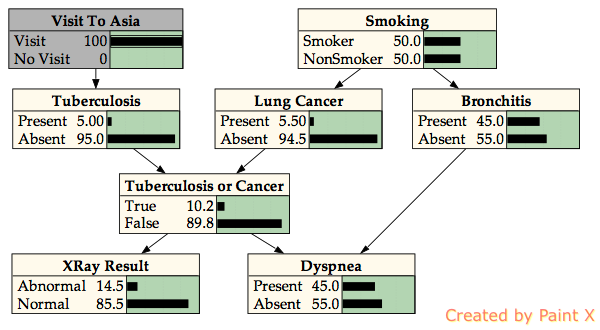 Visit To Asia
Visit 100
No Visit 0
Smoking
Smoker 50.0
NonSmoker 50.0
Tuberculosis
Present 5.00
Absent 95.0
Lung Cancer
Present 5.50
Absent 94.5
Bronchitis
Present 45.0
Absent 55.0
Tuberculosis or Cancer
True 10.2
False 89.8
XRay Result
Abnormal 14.5
Normal 85.5
Dyspnea
Present 45.0
Absent 55.0
Created by Paint X